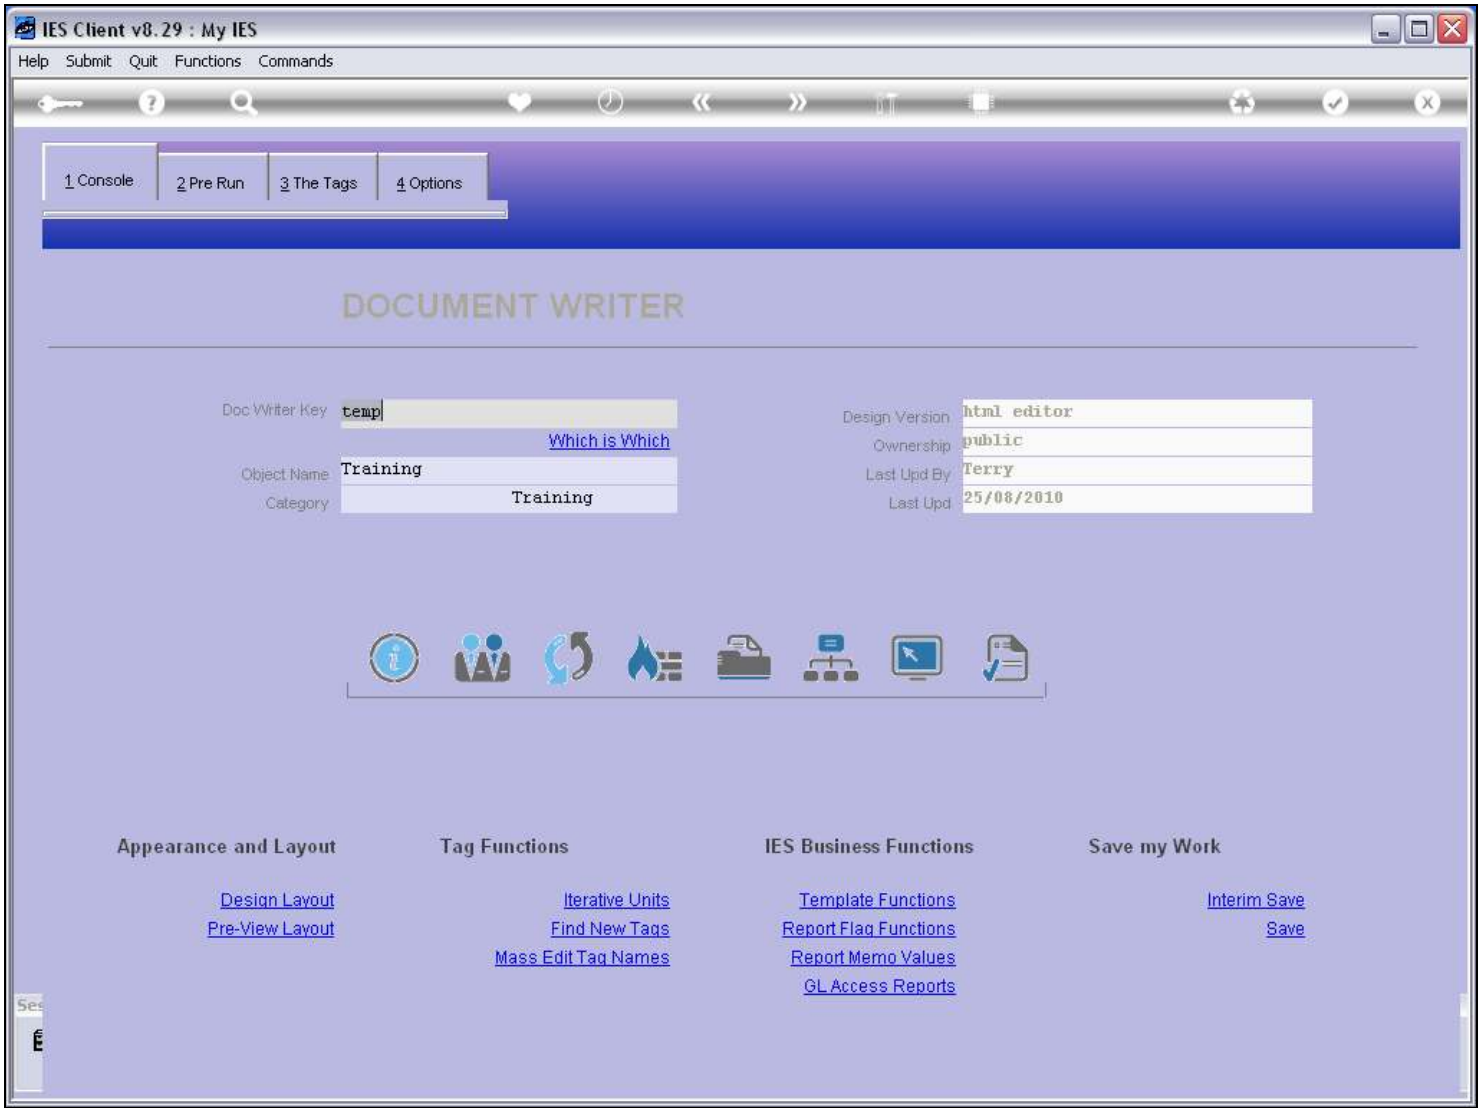 IES Client v8.29 : My IES
Help Submit Quit Functions Commands
1 Console 2 Pre Run 3 The Tags 4 Options
DOCUMENT WRITER
Doc Writer Key temp
Which is Which
Object Name Training
Category Training
Design Version html editor
Ownership public
Last Upd By Terry
Last Upd 25/08/2010
Appearance and Layout
Design Layout
Pre-View Layout
Tag Functions
Iterative Units
Find New Tags
Mass Edit Tag Names
IES Business Functions
Template Functions
Report Flag Functions
Report Memo Values
GL Access Reports
Save my Work
Interim Save
Save